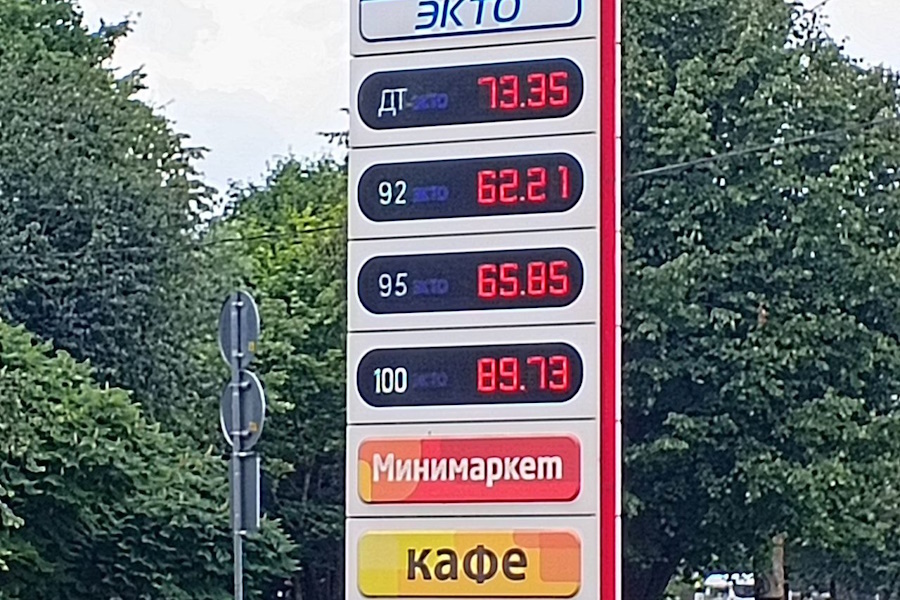 ЭКТО
ДТ-ЭКТО 73.35
92 ЭКТО 62.21
95 ЭКТО 65.85
100 ЭКТО 89.73
Минимаркет
кафе